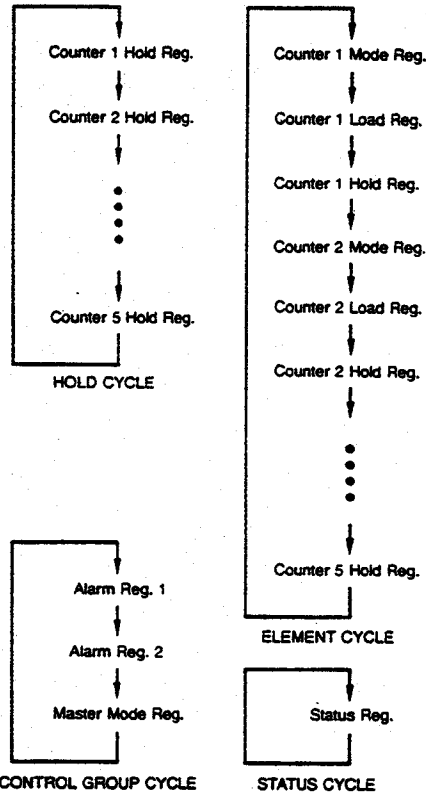 Counter 1 Hold Reg.
Counter 2 Hold Reg.
Counter 5 Hold Reg.
HOLD CYCLE
Counter 1 Mode Reg.
Counter 1 Load Reg.
Counter 1 Hold Reg.
Counter 2 Mode Reg.
Counter 2 Load Reg.
Counter 2 Hold Reg.
Counter 5 Hold Reg.
ELEMENT CYCLE
Alarm Reg. 1
Alarm Reg. 2
Master Mode Reg.
CONTROL GROUP CYCLE
Status Reg.
STATUS CYCLE